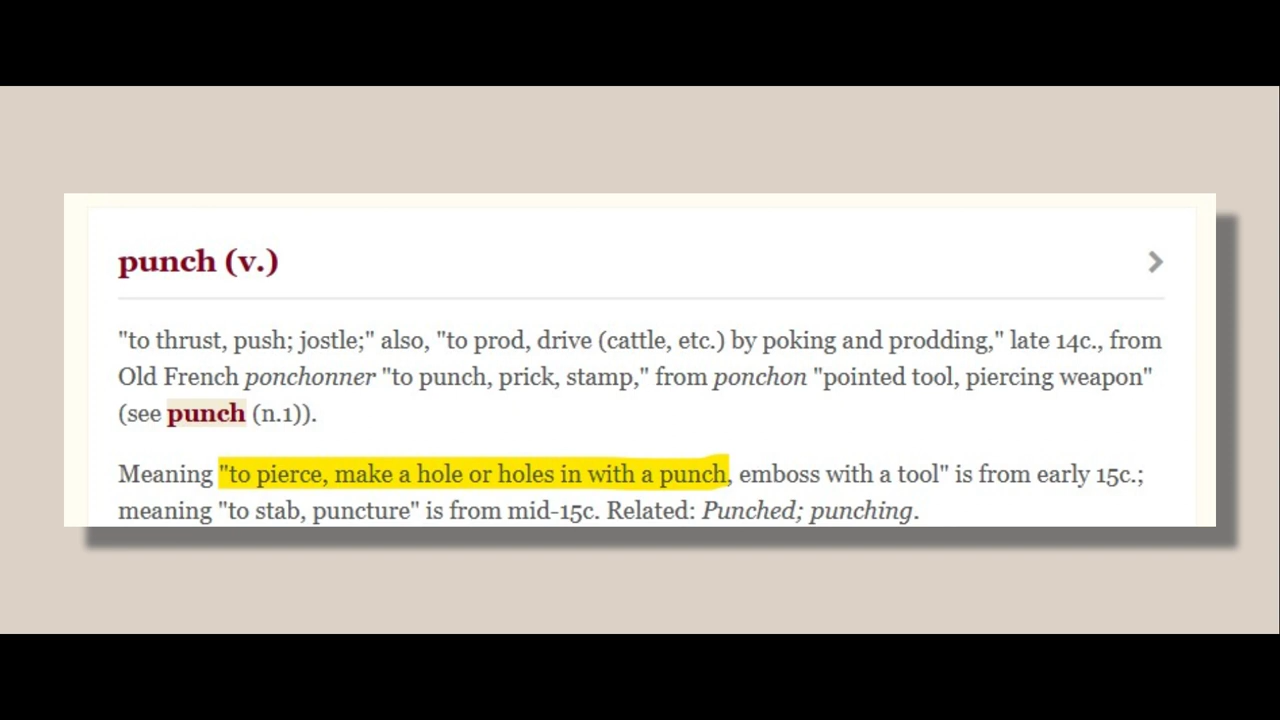 punch (v.)
"to thrust, push; jostle;" also, "to prod, drive (cattle, etc.) by poking and prodding," late 14c., from
Old French ponchonner "to punch, prick, stamp," from ponchon "pointed tool, piercing weapon"
(see punch (n.1)).
Meaning "to pierce, make a hole or holes in with a punch, emboss with a tool" is from early 15c.;
meaning "to stab, puncture" is from mid-15c. Related: Punched; punching.